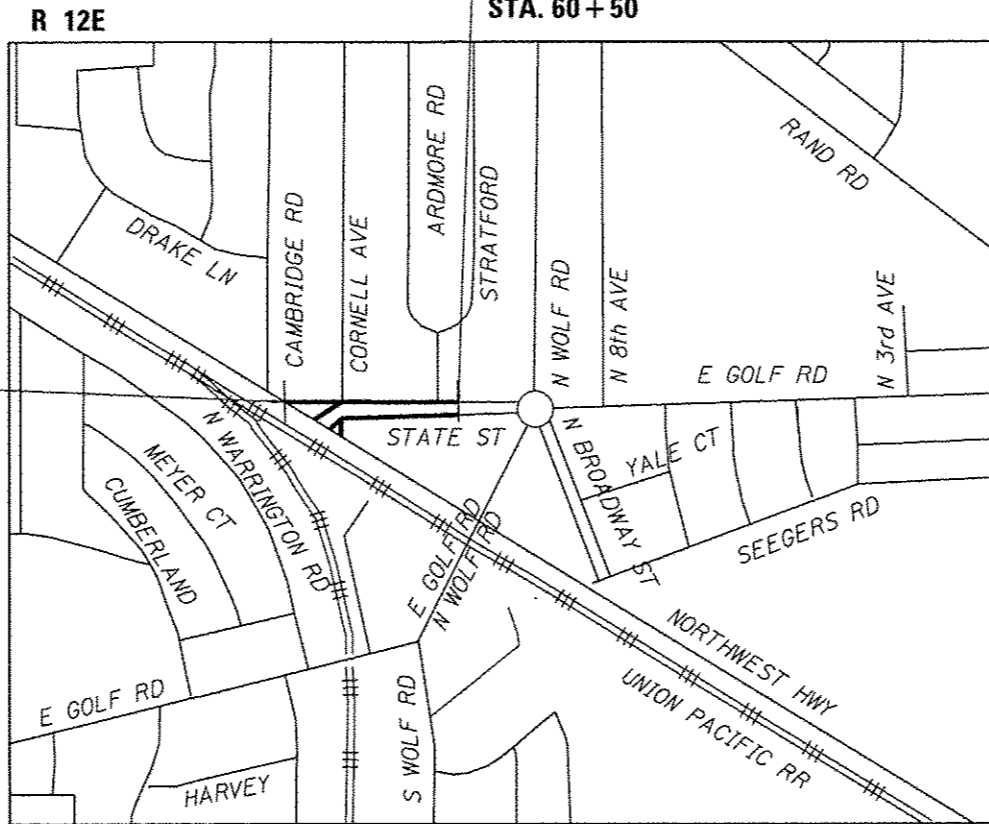 R 12E
STA. 60+50
RAND RD
ARDMORE RD
STRATFORD
CAMBRIDGE RD
CORNELL AVE
DRAKE LN
N WOLF RD
N 8th AVE
N 3rd AVE
E GOLF RD
STATE ST
N BROADWAY ST
YALE CT
SEEGERS RD
N WARRINGTON RD
MEYER CT
CUMBERLAND
E GOLF RD
N WOLF RD
NORTHWEST HWY
UNION PACIFIC RR
E GOLF RD
S WOLF RD
HARVEY